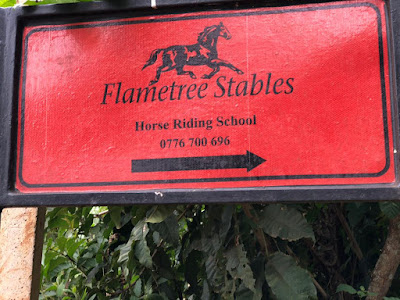 Flametree Stables
Horse Riding School
0776 700 696